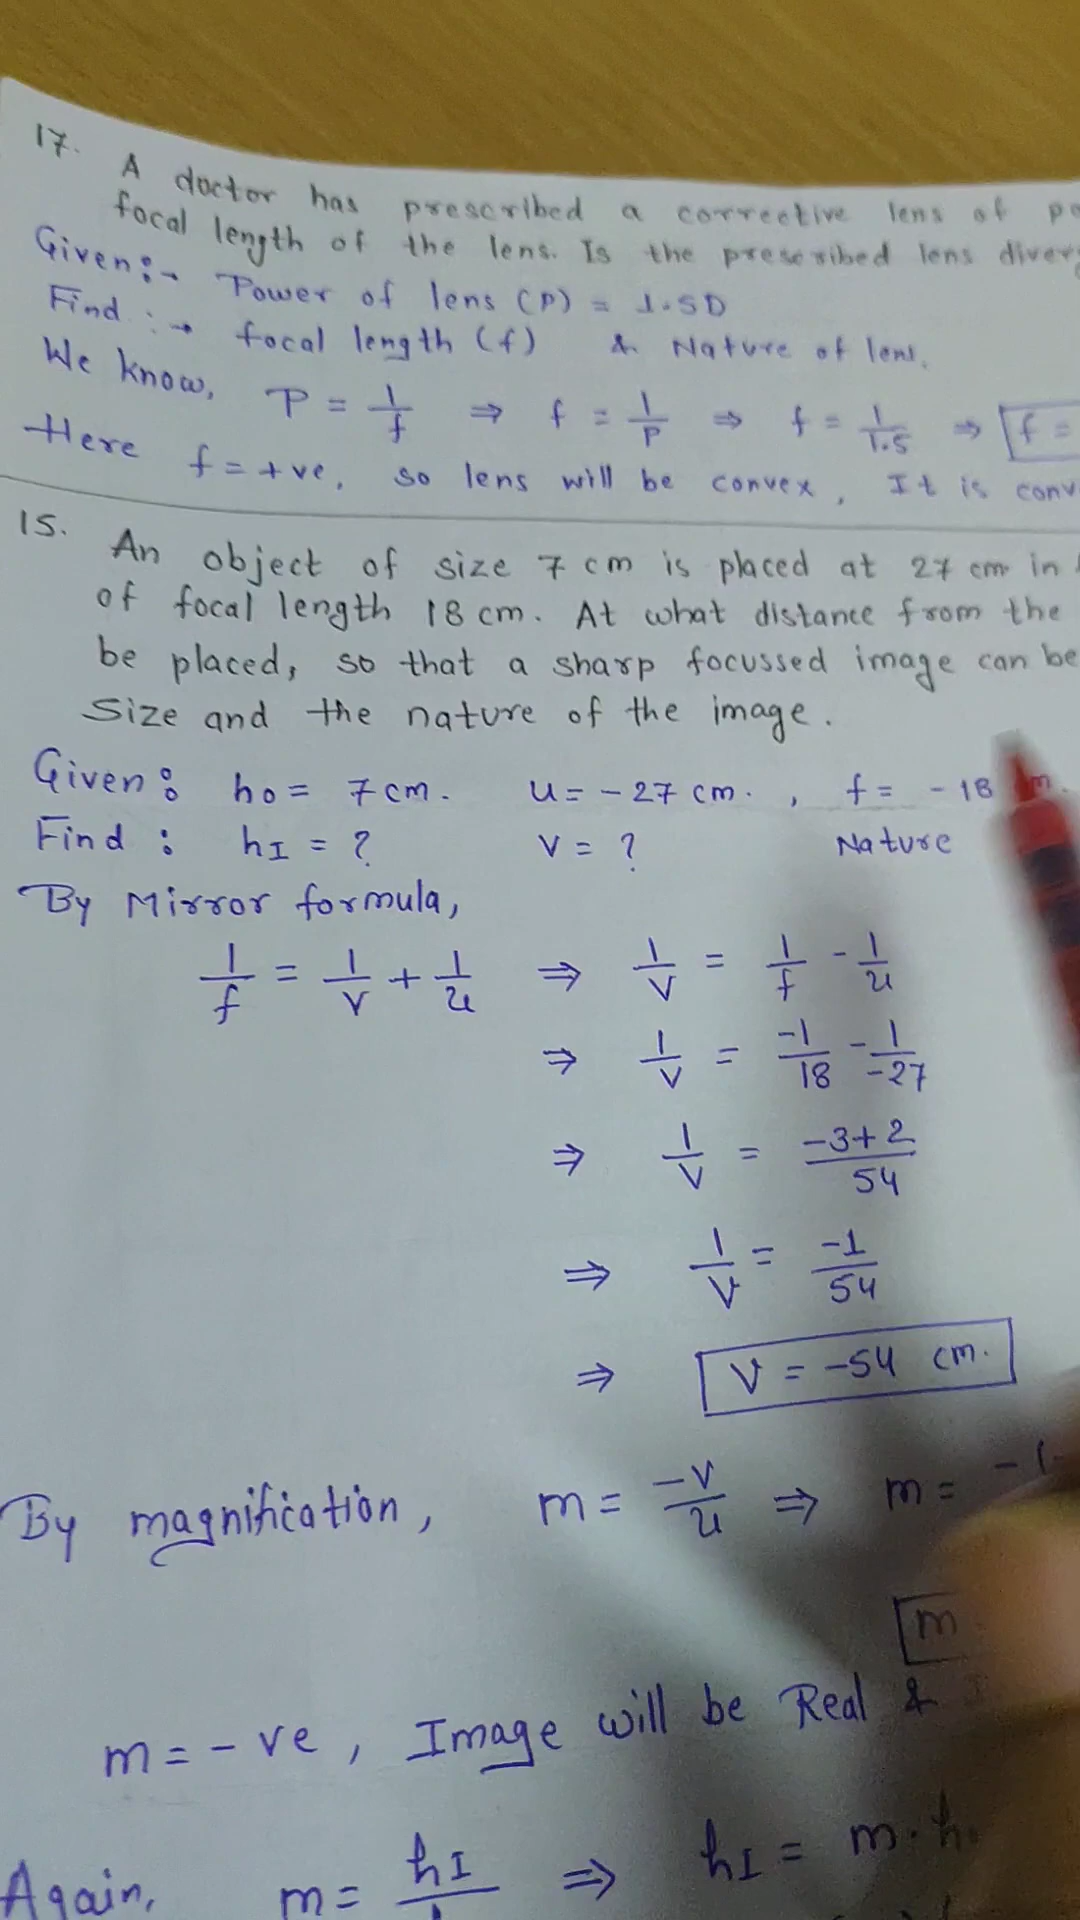 17.
A doctor has prescribed a corrective lens of po
focal length of the lens. Is the prescribed lens diverg
Given:→ Power of lens (P) = 1.5D
Find :→ focal length (f) & Nature of lens.
We know, P = 1/f ⇒ f = 1/P ⇒ f = 1/1.5 ⇒ f =
Here f = +ve, so lens will be convex, It is conv
15. An object of size 7 cm is placed at 27 cm in
of focal length 18 cm. At what distance from the
be placed, so that a sharp focussed image can be
Size and the nature of the image.
Given: ho = 7 cm. u = -27 cm. , f = -18
Find : hI = ? v = ? Nature
By Mirror formula,
1/f = 1/v + 1/u ⇒ 1/v = 1/f - 1/u
⇒ 1/v = -1/18 - 1/-27
⇒ 1/v = -3+2/54
⇒ 1/v = -1/54
⇒ V = -54 cm.
By magnification, m = -v/u ⇒ m = -(
m
m = -ve, Image will be Real &
Again, m = hI ⇒ hI = m.h